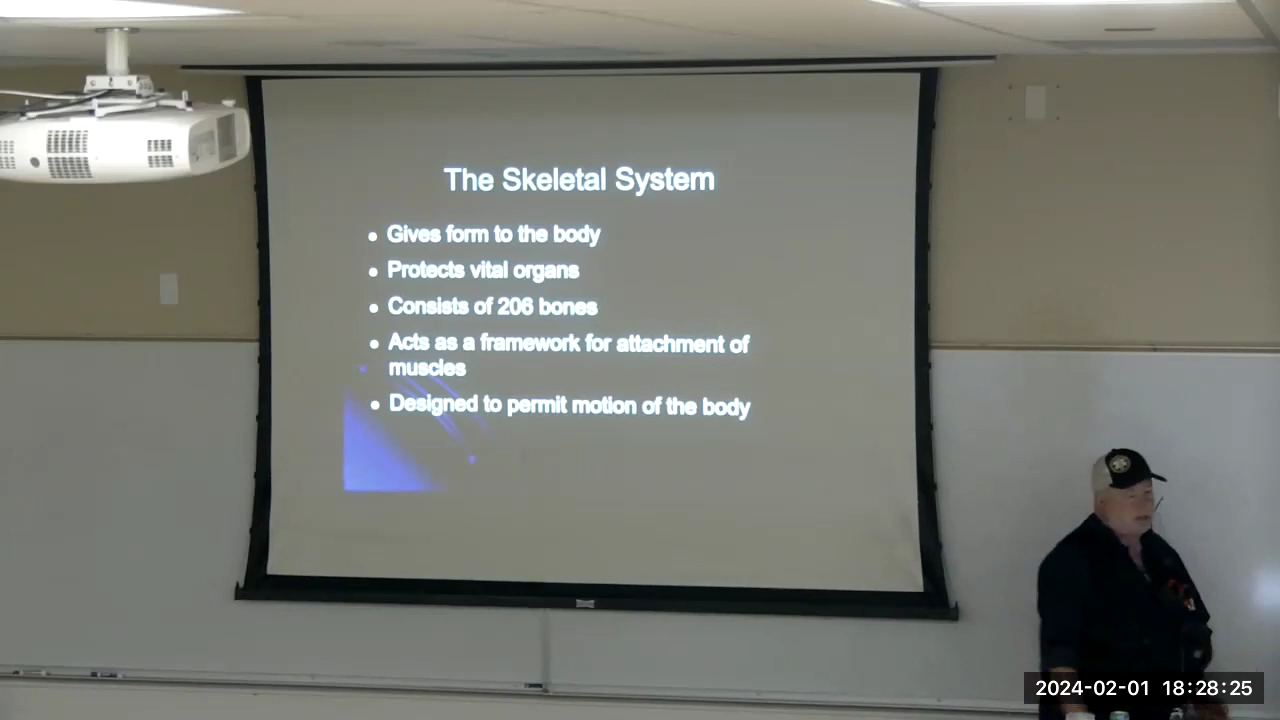 The Skeletal System
• Gives form to the body
• Protects vital organs
• Consists of 206 bones
• Acts as a framework for attachment of
muscles
• Designed to permit motion of the body
2024-02-01 18:28:25